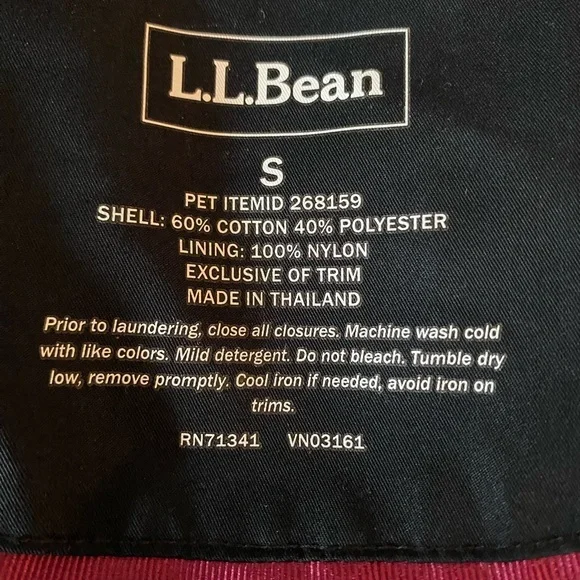 L.L.Bean
S
PET ITEMID 268159
SHELL: 60% COTTON 40% POLYESTER
LINING: 100% NYLON
EXCLUSIVE OF TRIM
MADE IN THAILAND
Prior to laundering, close all closures. Machine wash cold
with like colors. Mild detergent. Do not bleach. Tumble dry
low, remove promptly. Cool iron if needed, avoid iron on
trims.
RN71341 VN03161